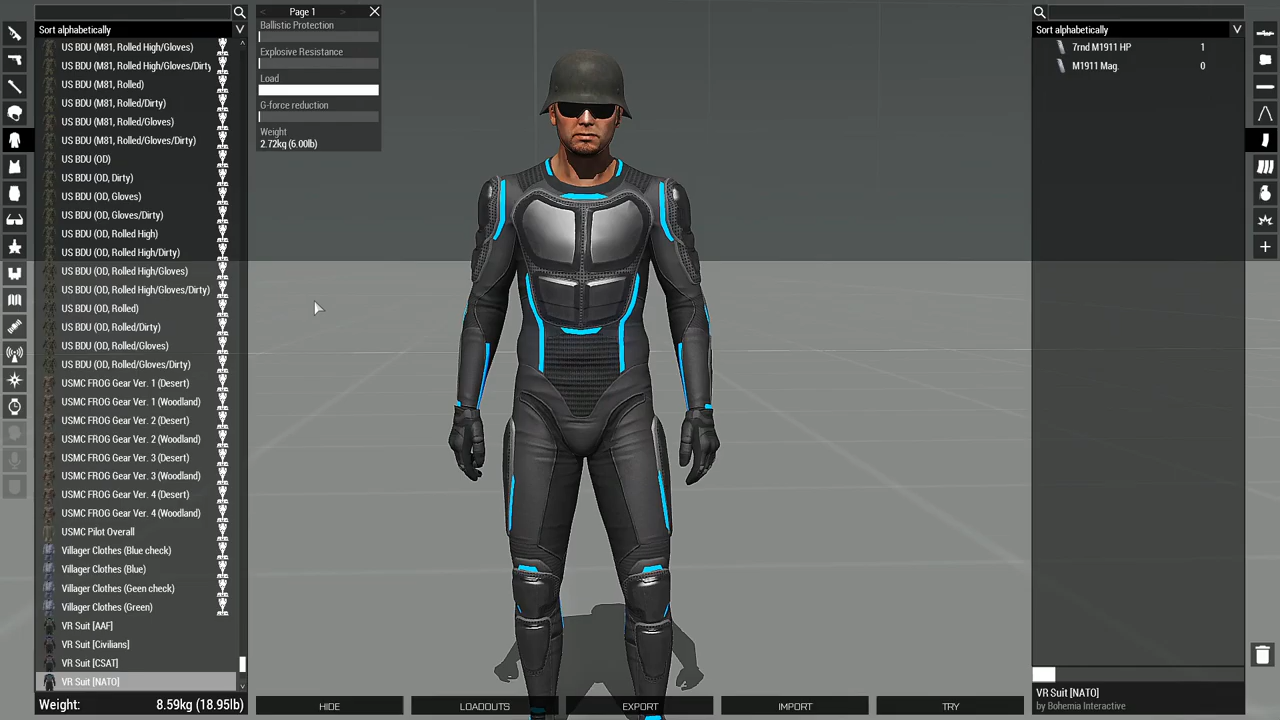 Sort alphabetically
US BDU (M81, Rolled High/Gloves)
US BDU (M81, Rolled High/Gloves/Dirty
US BDU (M81, Rolled)
US BDU (M81, Rolled/Dirty)
US BDU (M81, Rolled/Gloves)
US BDU (M81, Rolled/Gloves/Dirty)
US BDU (OD)
US BDU (OD, Dirty)
US BDU (OD, Gloves)
US BDU (OD, Gloves/Dirty)
US BDU (OD, Rolled High)
US BDU (OD, Rolled High/Dirty)
US BDU (OD, Rolled High/Gloves)
US BDU (OD, Rolled High/Gloves/Dirty)
US BDU (OD, Rolled)
US BDU (OD, Rolled/Dirty)
US BDU (OD, Rolled/Gloves)
US BDU (OD, Rolled/Gloves/Dirty)
USMC FROG Gear Ver. 1 (Desert)
USMC FROG Gear Ver. 1 (Woodland)
USMC FROG Gear Ver. 2 (Desert)
USMC FROG Gear Ver. 2 (Woodland)
USMC FROG Gear Ver. 3 (Desert)
USMC FROG Gear Ver. 3 (Woodland)
USMC FROG Gear Ver. 4 (Desert)
USMC FROG Gear Ver. 4 (Woodland)
USMC Pilot Overall
Villager Clothes (Blue check)
Villager Clothes (Blue)
Villager Clothes (Geen check)
Villager Clothes (Green)
VR Suit [AAF]
VR Suit [Civilians]
VR Suit [CSAT]
VR Suit [NATO]
Weight: 8.59kg (18.95lb)
< Page 1 >
Ballistic Protection
Explosive Resistance
Load
G-force reduction
Weight
2.72kg (6.00lb)
HIDE
LOADOUTS
EXPORT
IMPORT
TRY
Sort alphabetically
7rnd M1911 HP 1
M1911 Mag. 0
VR Suit [NATO]
by Bohemia Interactive